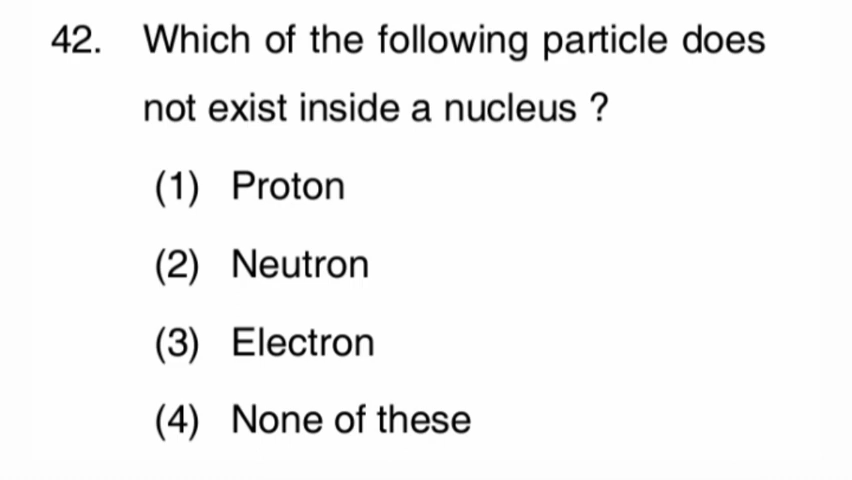 42. Which of the following particle does
not exist inside a nucleus ?
(1) Proton
(2) Neutron
(3) Electron
(4) None of these